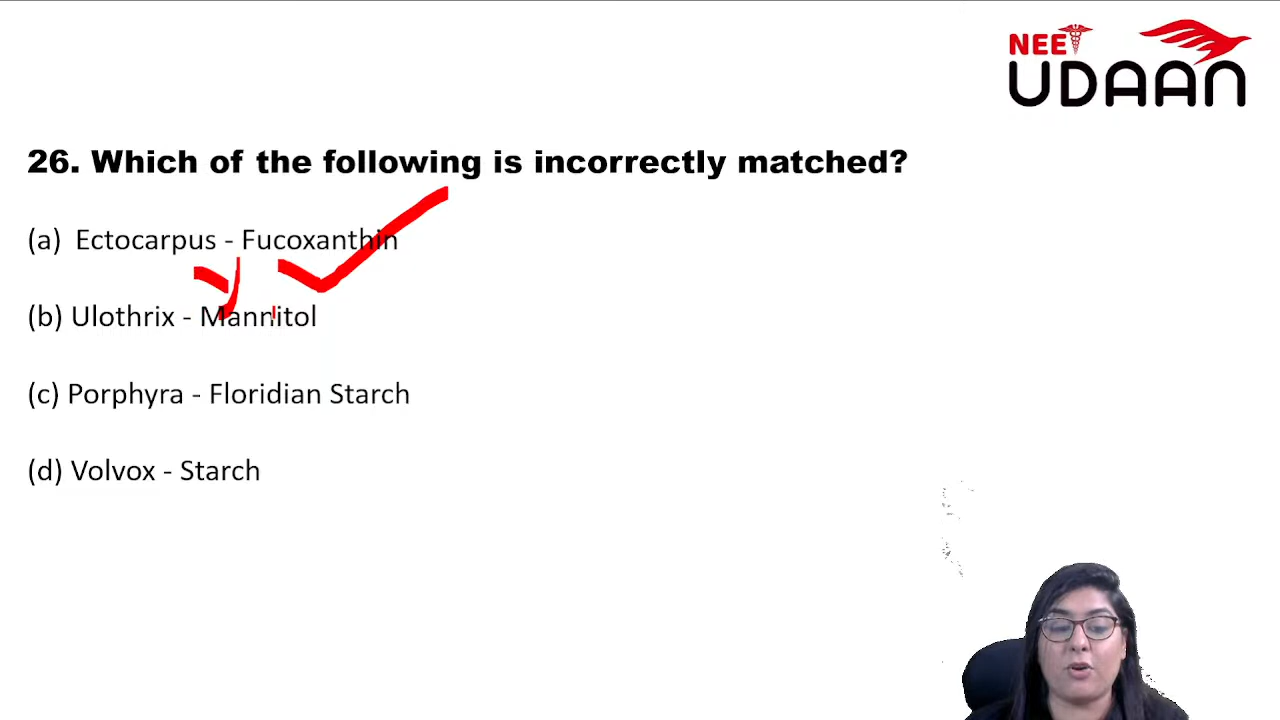 NEET
UDAAN
26. Which of the following is incorrectly matched?
(a) Ectocarpus - Fucoxanthin
(b) Ulothrix - Mannitol
(c) Porphyra - Floridian Starch
(d) Volvox - Starch